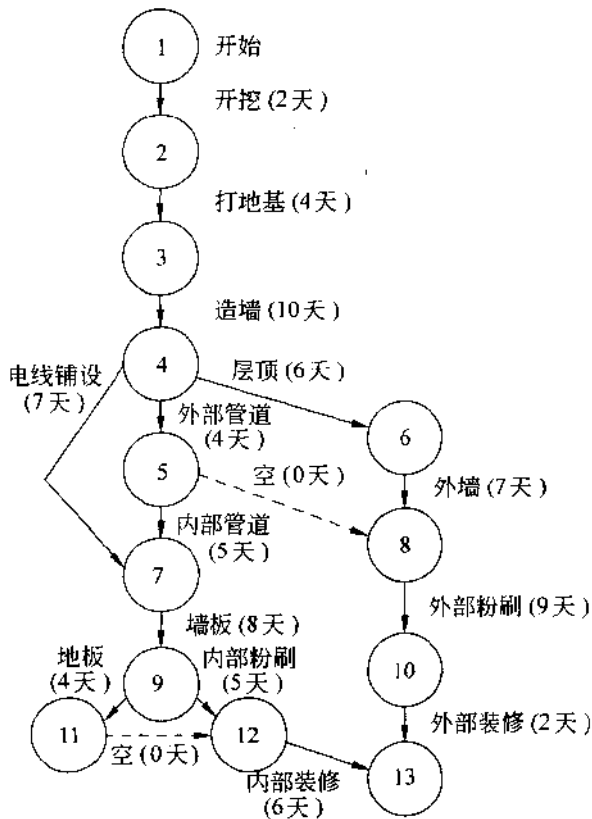 1
开始
开挖(2天)
2
打地基(4天)
3
造墙(10天)
4
电线铺设
(7天)
层顶(6天)
外部管道
(4天)
6
5
空(0天)
外墙(7天)
内部管道
(5天)
8
7
墙板(8天)
外部粉刷(9天)
地板
(4天)
9
内部粉刷
(5天)
10
11
空(0天)
12
外部装修(2天)
内部装修
(6天)
13